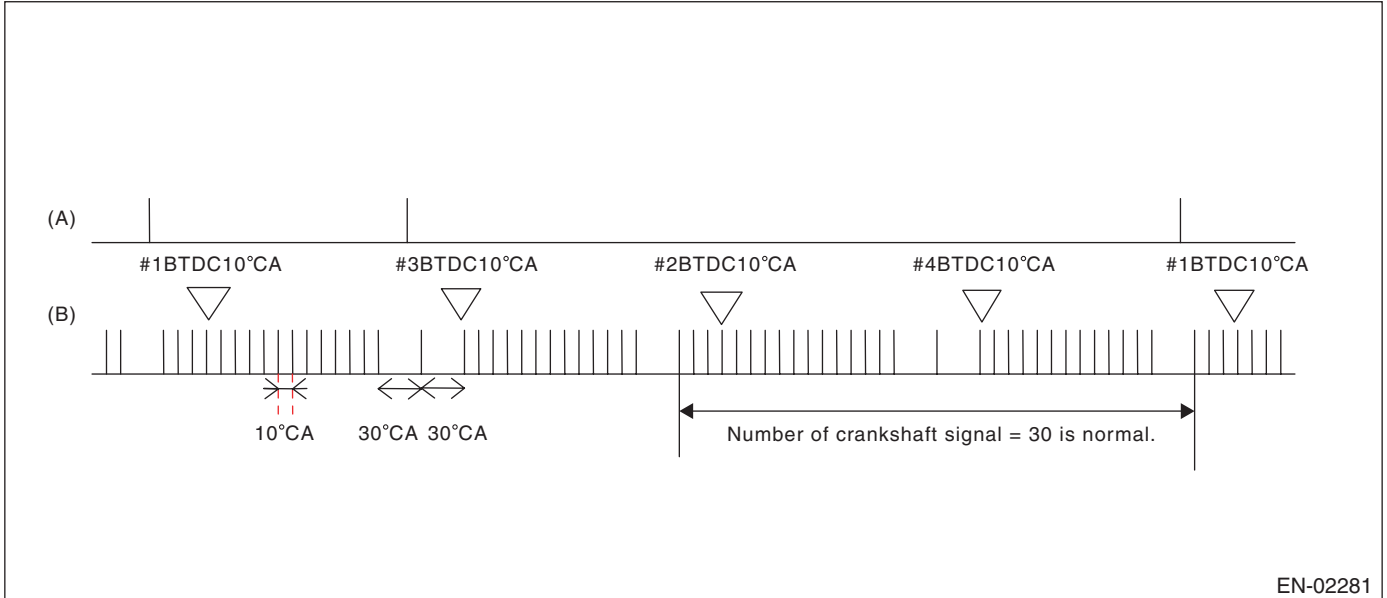 (A)
#1BTDC10°CA #3BTDC10°CA #2BTDC10°CA #4BTDC10°CA #1BTDC10°CA
(B)
10°CA 30°CA 30°CA Number of crankshaft signal = 30 is normal.
EN-02281